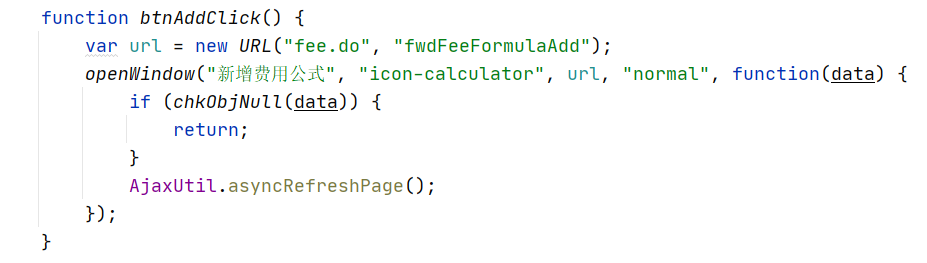 function btnAddClick() {
    var url = new URL("fee.do", "fwdFeeFormulaAdd");
    openWindow("新增费用公式", "icon-calculator", url, "normal", function(data) {
        if (chkObjNull(data)) {
            return;
        }
        AjaxUtil.asyncRefreshPage();
    });
}